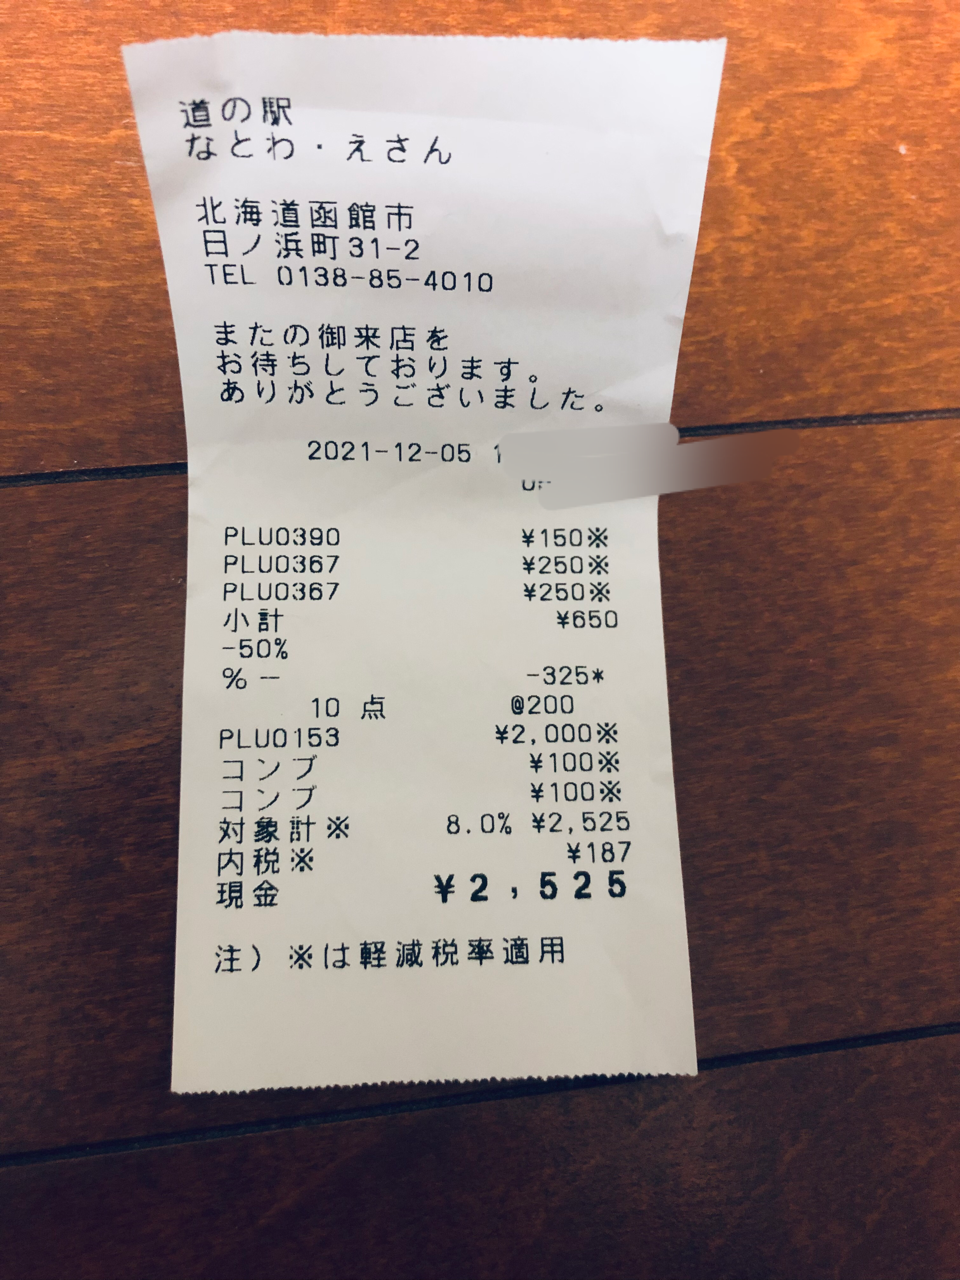 道の駅
なとわ・えさん
北海道函館市
日ノ浜町31-2
TEL 0138-85-4010
またの御来店を
お待ちしております。
ありがとうございました。
2021-12-05 1
PLU0390 ¥150※
PLU0367 ¥250※
PLU0367 ¥250※
小計 ¥650
-50%
%-- -325*
10 点 @200
PLU0153 ¥2,000※
コンブ ¥100※
コンブ ¥100※
対象計※ 8.0% ¥2,525
内税※ ¥187
現金 ¥2,525
注) ※は軽減税率適用